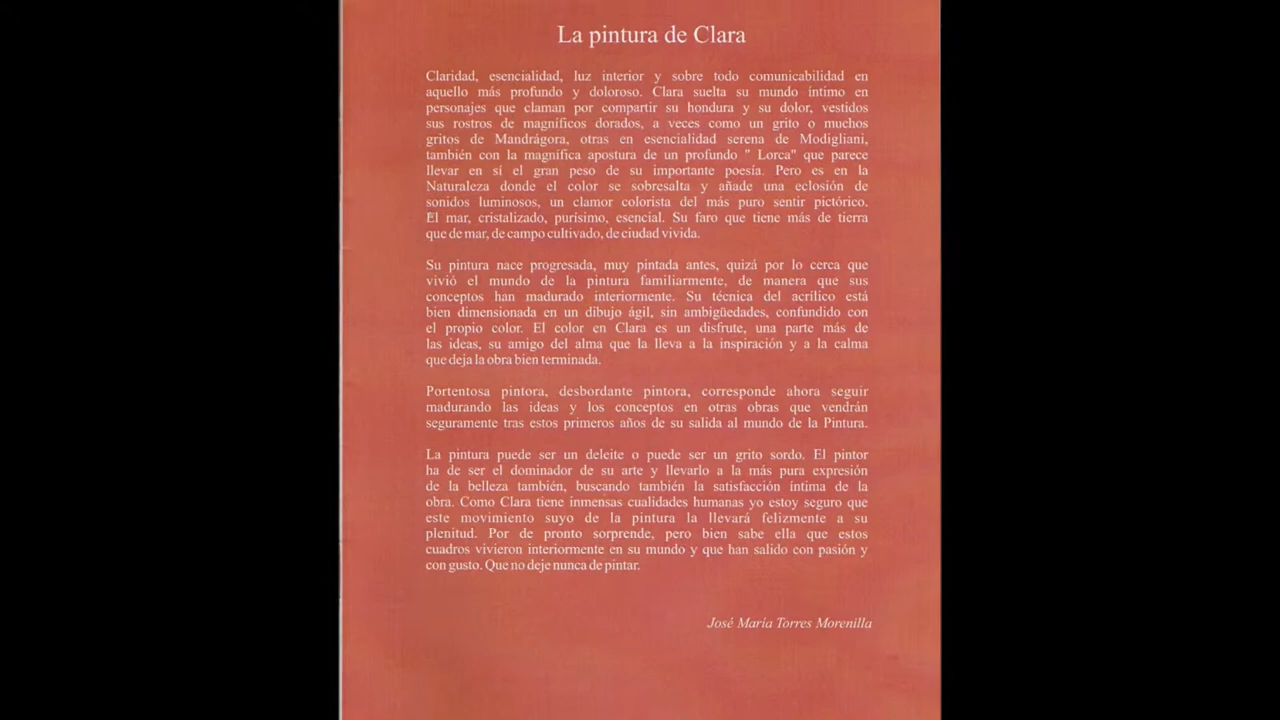 La pintura de Clara
Claridad, esencialidad, luz interior y sobre todo comunicabilidad en
aquello más profundo y doloroso. Clara suelta su mundo íntimo en
personajes que claman por compartir su hondura y su dolor, vestidos
sus rostros de magníficos dorados, a veces como un grito o muchos
gritos de Mandrágora, otras en esencialidad serena de Modigliani,
también con la magnífica apostura de un profundo " Lorca" que parece
llevar en sí el gran peso de su importante poesía. Pero es en la
Naturaleza donde el color se sobresalta y añade una eclosión de
sonidos luminosos, un clamor colorista del más puro sentir pictórico.
El mar, cristalizado, purísimo, esencial. Su faro que tiene más de tierra
que de mar, de campo cultivado, de ciudad vivida.
Su pintura nace progresada, muy pintada antes, quizá por lo cerca que
vivió el mundo de la pintura familiarmente, de manera que sus
conceptos han madurado interiormente. Su técnica del acrílico está
bien dimensionada en un dibujo ágil, sin ambigüedades, confundido con
el propio color. El color en Clara es un disfrute, una parte más de
las ideas, su amigo del alma que la lleva a la inspiración y a la calma
que deja la obra bien terminada.
Portentosa pintora, desbordante pintora, corresponde ahora seguir
madurando las ideas y los conceptos en otras obras que vendrán
seguramente tras estos primeros años de su salida al mundo de la Pintura.
La pintura puede ser un deleite o puede ser un grito sordo. El pintor
ha de ser el dominador de su arte y llevarlo a la más pura expresión
de la belleza también, buscando también la satisfacción íntima de la
obra. Como Clara tiene inmensas cualidades humanas yo estoy seguro que
este movimiento suyo de la pintura la llevará felizmente a su
plenitud. Por de pronto sorprende, pero bien sabe ella que estos
cuadros vivieron interiormente en su mundo y que han salido con pasión y
con gusto. Que no deje nunca de pintar.
José María Torres Morenilla